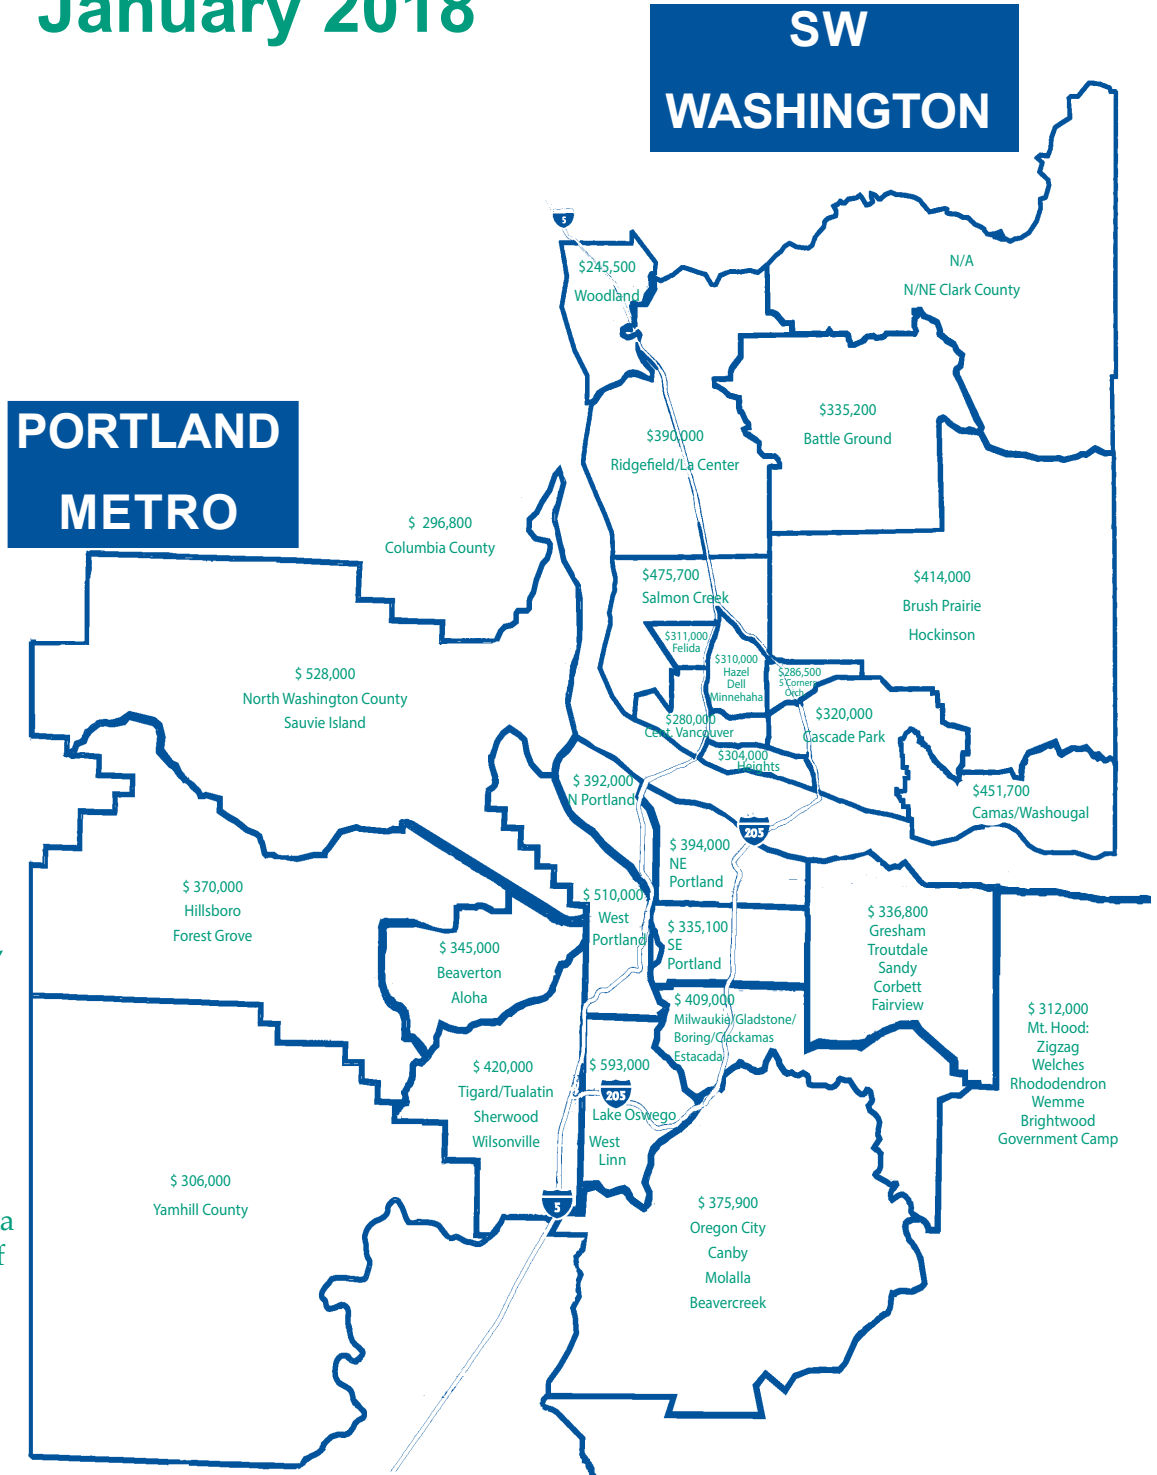 January 2018
SW
WASHINGTON
5
$245,500
Woodland
N/A
N/NE Clark County
$335,200
Battle Ground
$390,000
Ridgefield/La Center
PORTLAND
METRO
$ 296,800
Columbia County
$475,700
Salmon Creek
$414,000
Brush Prairie
Hockinson
$311,000
Felida
$310,000
Hazel
Dell
Minnehaha
$286,500
5 Corners
Orch.
$ 528,000
North Washington County
Sauvie Island
$280,000
Cent. Vancouver
$320,000
Cascade Park
$304,000
Heights
$ 392,000
N Portland
$451,700
Camas/Washougal
205
$ 394,000
NE
Portland
$ 370,000
Hillsboro
Forest Grove
$ 510,000
West
Portland
$ 335,100
SE
Portland
$ 336,800
Gresham
Troutdale
Sandy
Corbett
Fairview
$ 345,000
Beaverton
Aloha
$ 409,000
Milwaukie/Gladstone/
Boring/Clackamas
Estacada
$ 312,000
Mt. Hood:
Zigzag
Welches
Rhododendron
Wemme
Brightwood
Government Camp
$ 420,000
Tigard/Tualatin
Sherwood
Wilsonville
$ 593,000
205
Lake Oswego
West
Linn
$ 306,000
Yamhill County
5
$ 375,900
Oregon City
Canby
Molalla
Beavercreek
a
f